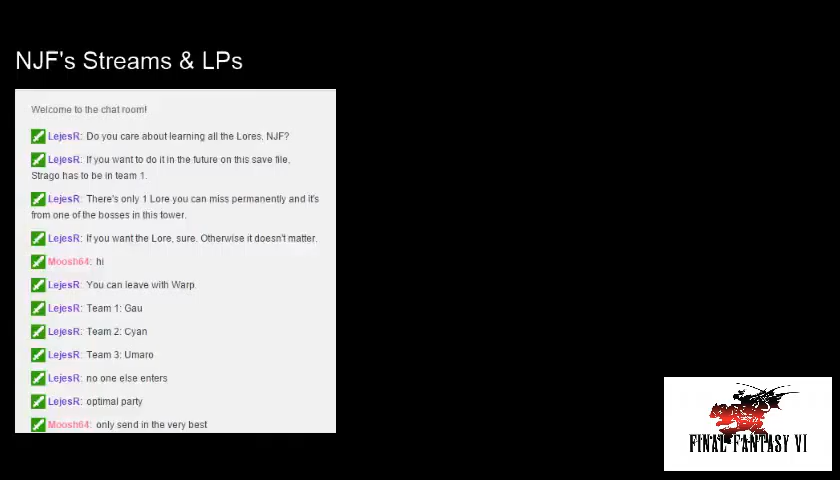 NJF's Streams & LPs
Welcome to the chat room!
LejesR: Do you care about learning all the Lores, NJF?
LejesR: If you want to do it in the future on this save file,
Strago has to be in team 1.
LejesR: There's only 1 Lore you can miss permanently and it's
from one of the bosses in this tower.
LejesR: If you want the Lore, sure. Otherwise it doesn't matter.
Moosh64: hi
LejesR: You can leave with Warp.
LejesR: Team 1: Gau
LejesR: Team 2: Cyan
LejesR: Team 3: Umaro
LejesR: no one else enters
LejesR: optimal party
Moosh64: only send in the very best
FINAL FANTASY VI